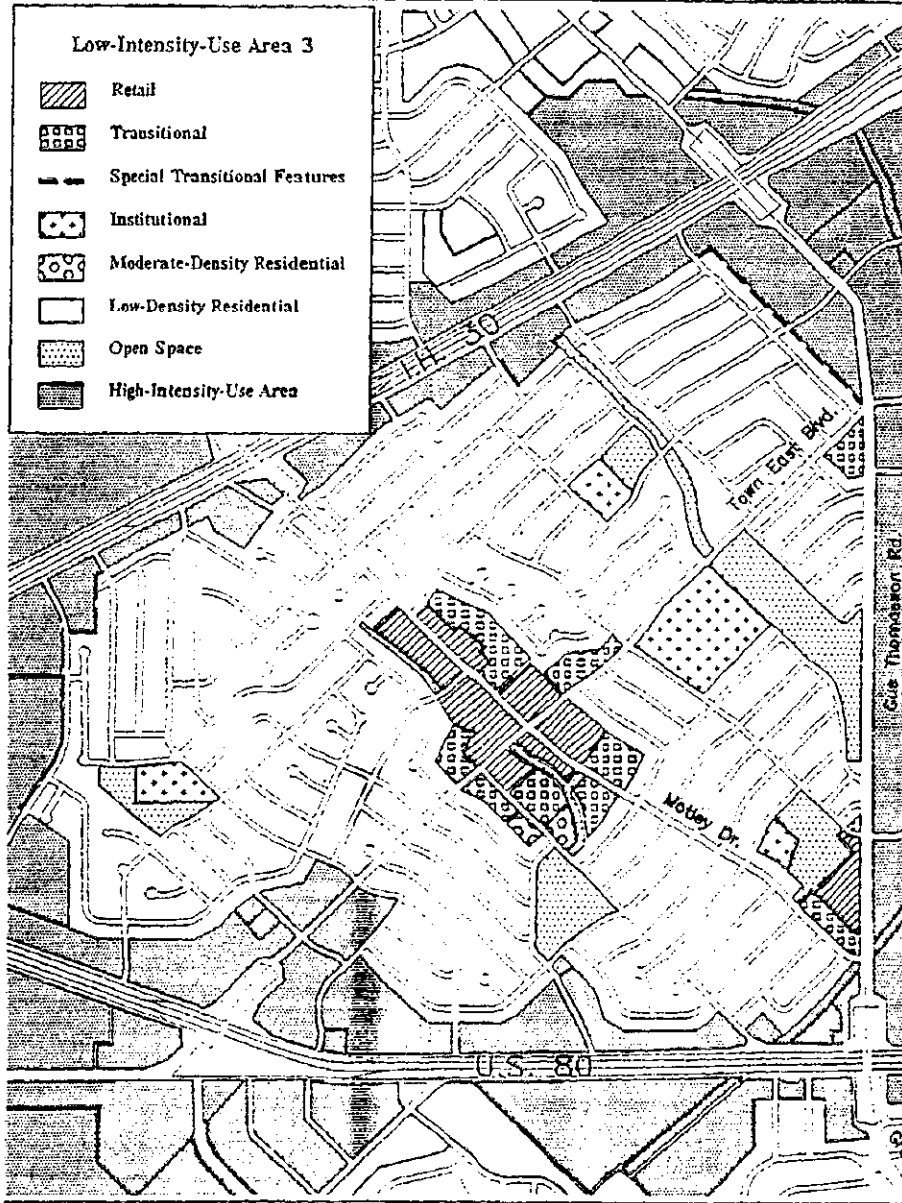 Low-Intensity-Use Area 3
Retail
Transitional
Special Transitional Features
Institutional
Moderate-Density Residential
Low-Density Residential
Open Space
High-Intensity-Use Area
I.H. 30
Town East Blvd.
Gus Thomasson Rd.
Motley Dr.
U.S. 80